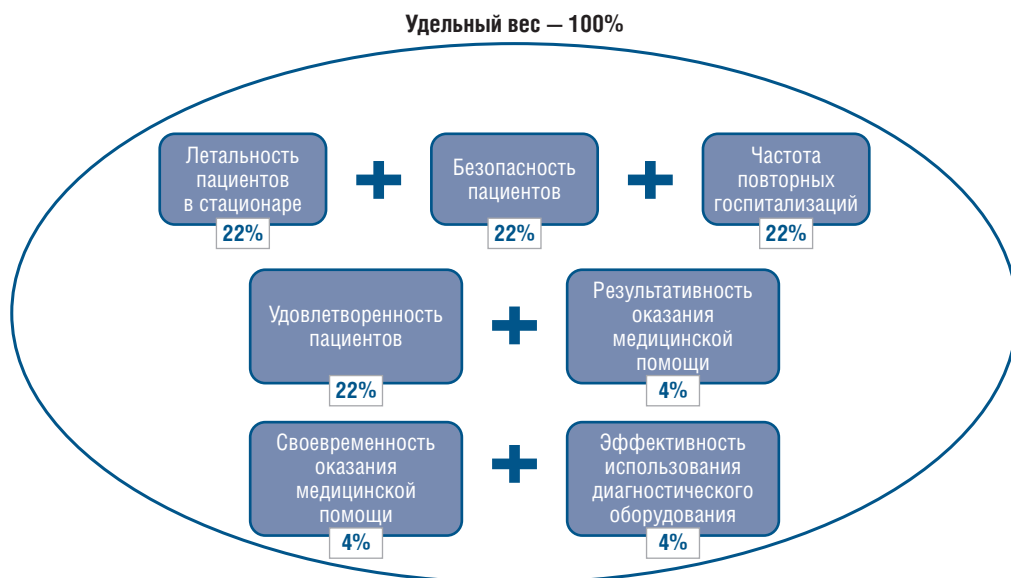 Удельный вес — 100%
Летальность
пациентов
в стационаре
22%
Безопасность
пациентов
22%
Частота
повторных
госпитализаций
22%
Удовлетворенность
пациентов
22%
Результативность
оказания
медицинской
помощи
4%
Своевременность
оказания
медицинской
помощи
4%
Эффективность
использования
диагностического
оборудования
4%